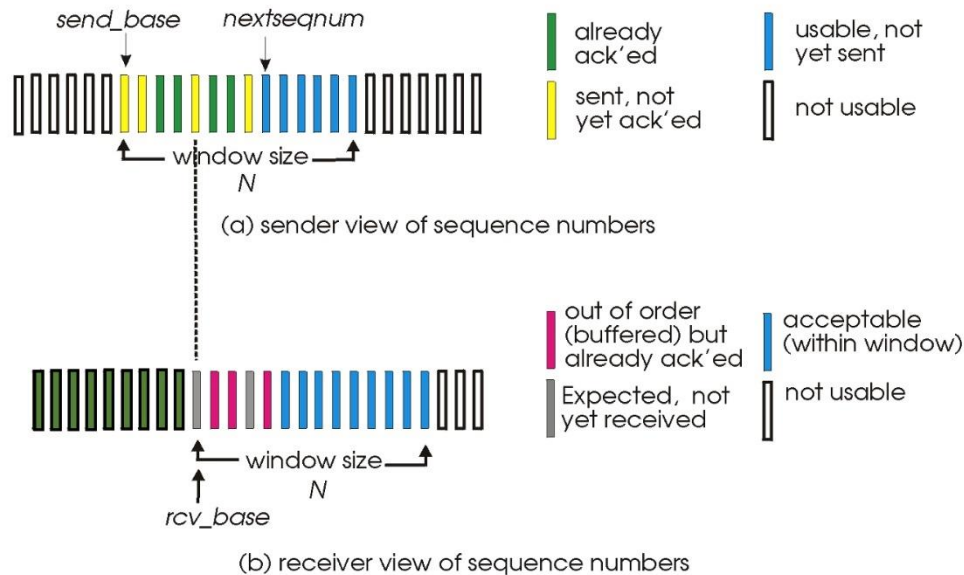 send_base
nextseqnum
already
ack'ed
usable, not
yet sent
sent, not
yet ack'ed
not usable
window size
N
(a) sender view of sequence numbers
out of order
(buffered) but
already ack'ed
acceptable
(within window)
Expected, not
yet received
not usable
window size
N
rcv_base
(b) receiver view of sequence numbers